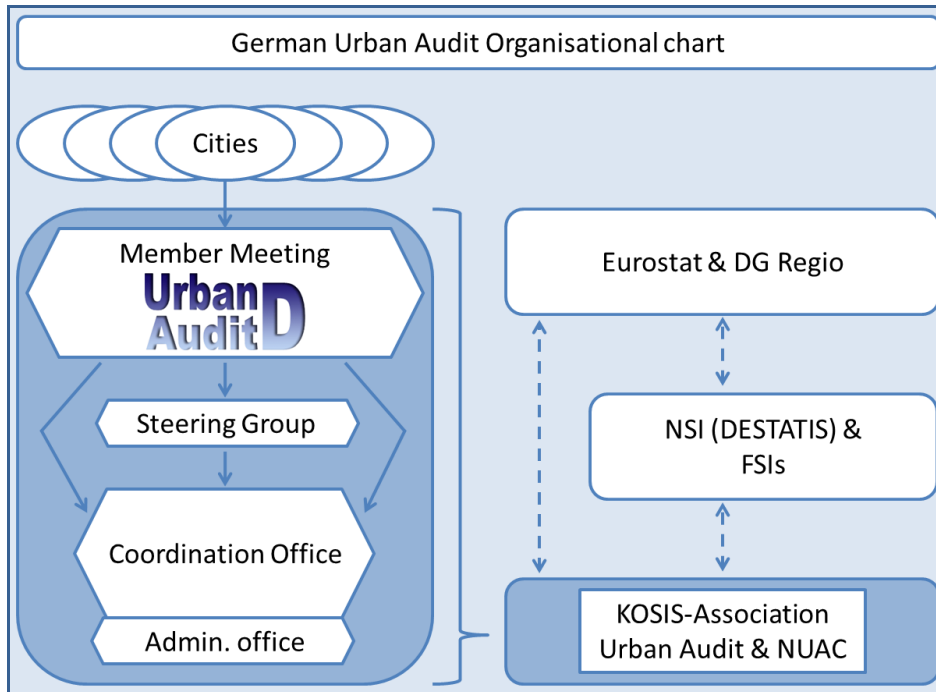 German Urban Audit Organisational chart
Cities
Member Meeting
Urban
Audit D
Steering Group
Coordination Office
Admin. office
Eurostat & DG Regio
NSI (DESTATIS) &
FSIs
KOSIS-Association
Urban Audit & NUAC